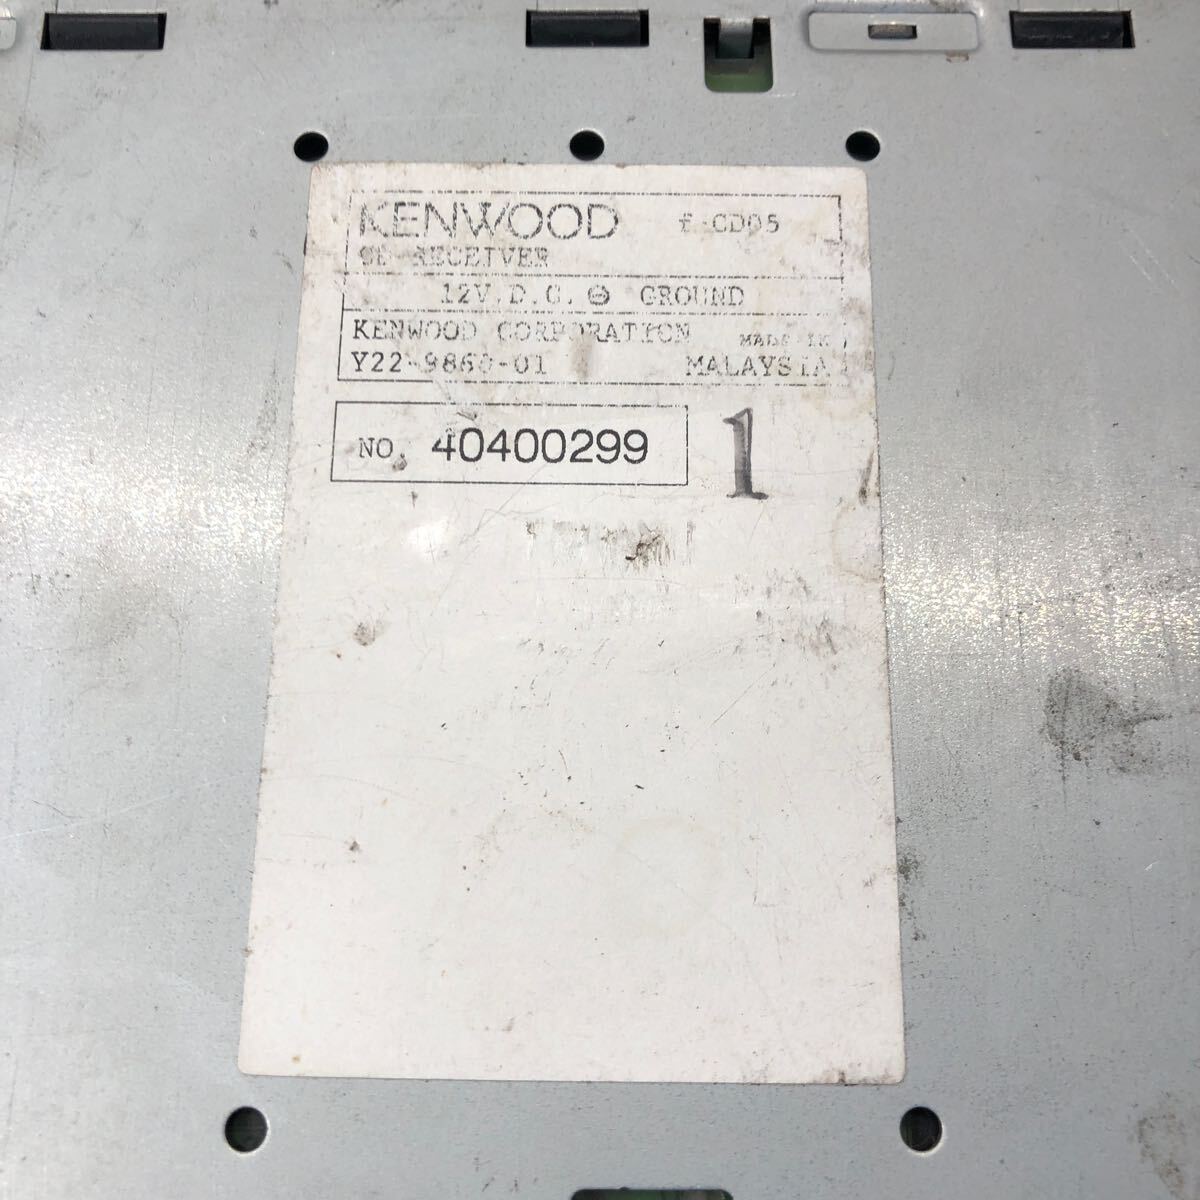 KENWOOD f-CD05
CD RECEIVER
12V.D.C. ⊖ GROUND
KENWOOD CORPORATION MADE IN
Y22-9860-01 MALAYSIA
NO. 40400299 1